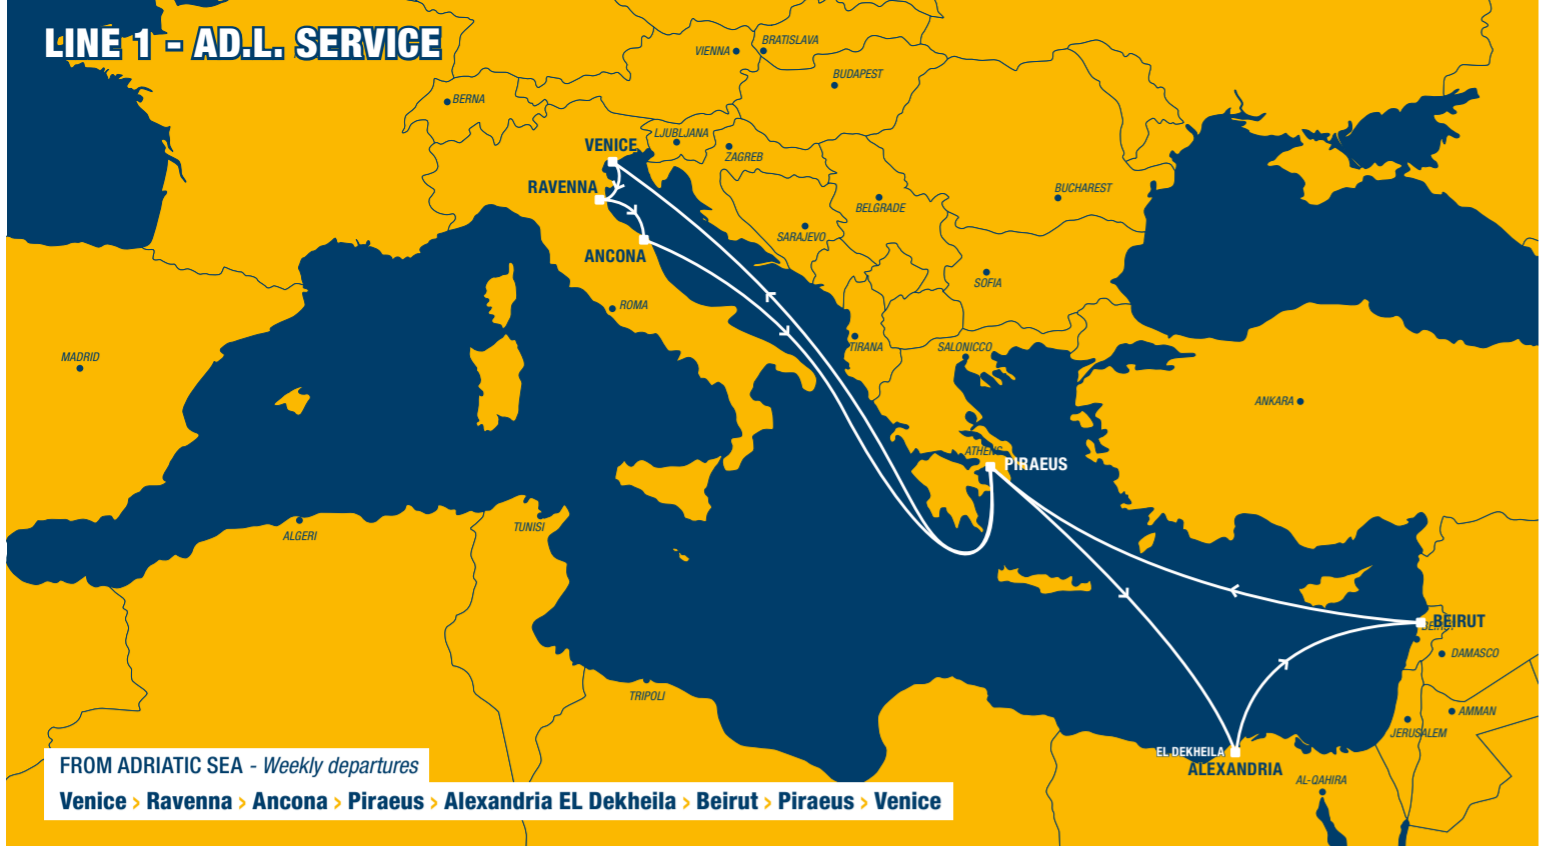 LINE 1 - AD.L. SERVICE
VIENNA
BRATISLAVA
BUDAPEST
BERNA
LJUBLJANA
VENICE
ZAGREB
RAVENNA
BUCHAREST
BELGRADE
SARAJEVO
ANCONA
SOFIA
ROMA
TIRANA
SALONICCO
MADRID
ANKARA
ATHENS
PIRAEUS
TUNISI
ALGERI
BEIRUT
BEIRUT
DAMASCO
TRIPOLI
AMMAN
JERUSALEM
EL DEKHEILA
ALEXANDRIA
AL-QAHIRA
FROM ADRIATIC SEA - Weekly departures
Venice › Ravenna › Ancona › Piraeus › Alexandria EL Dekheila › Beirut › Piraeus › Venice